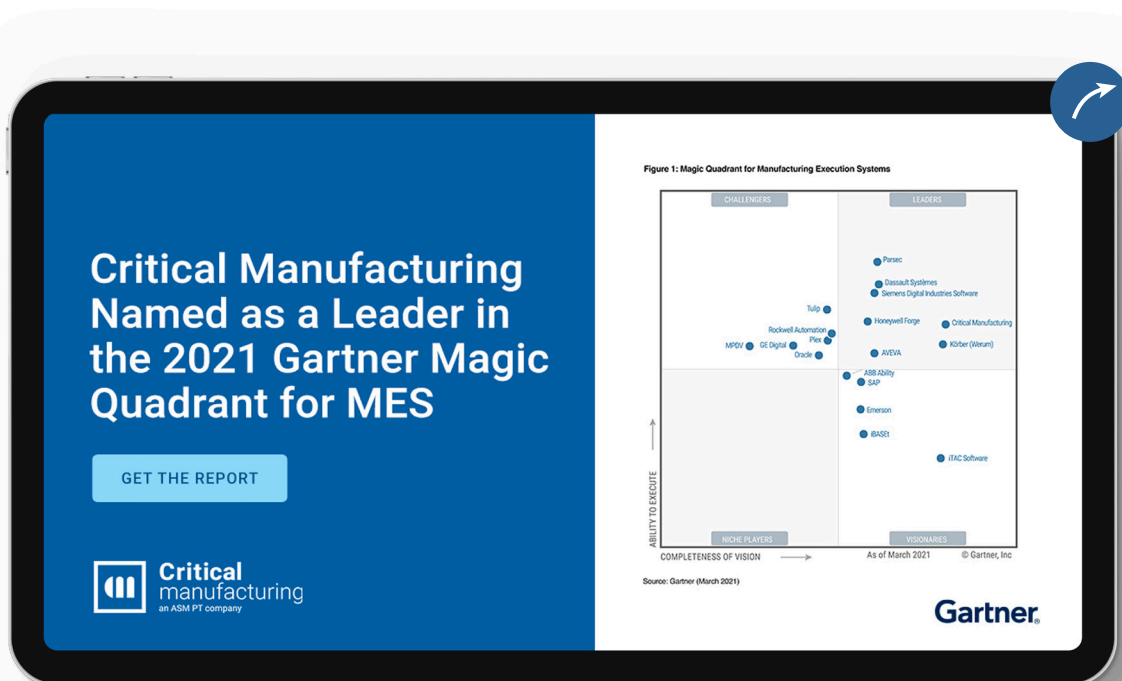 Critical Manufacturing
Named as a Leader in
the 2021 Gartner Magic
Quadrant for MES
GET THE REPORT
Critical
manufacturing
an ASM PT company
Figure 1: Magic Quadrant for Manufacturing Execution Systems
CHALLENGERS
LEADERS
Parsec
Dassault Systèmes
Siemens Digital Industries Software
Tulip
Honeywell Forge
Critical Manufacturing
Rockwell Automation
Plex
MPDV
GE Digital
Körber (Werum)
Oracle
AVEVA
ABB Ability
SAP
Emerson
iBASEt
iTAC Software
ABILITY TO EXECUTE
NICHE PLAYERS
VISIONARIES
COMPLETENESS OF VISION
As of March 2021
© Gartner, Inc
Source: Gartner (March 2021)
Gartner®